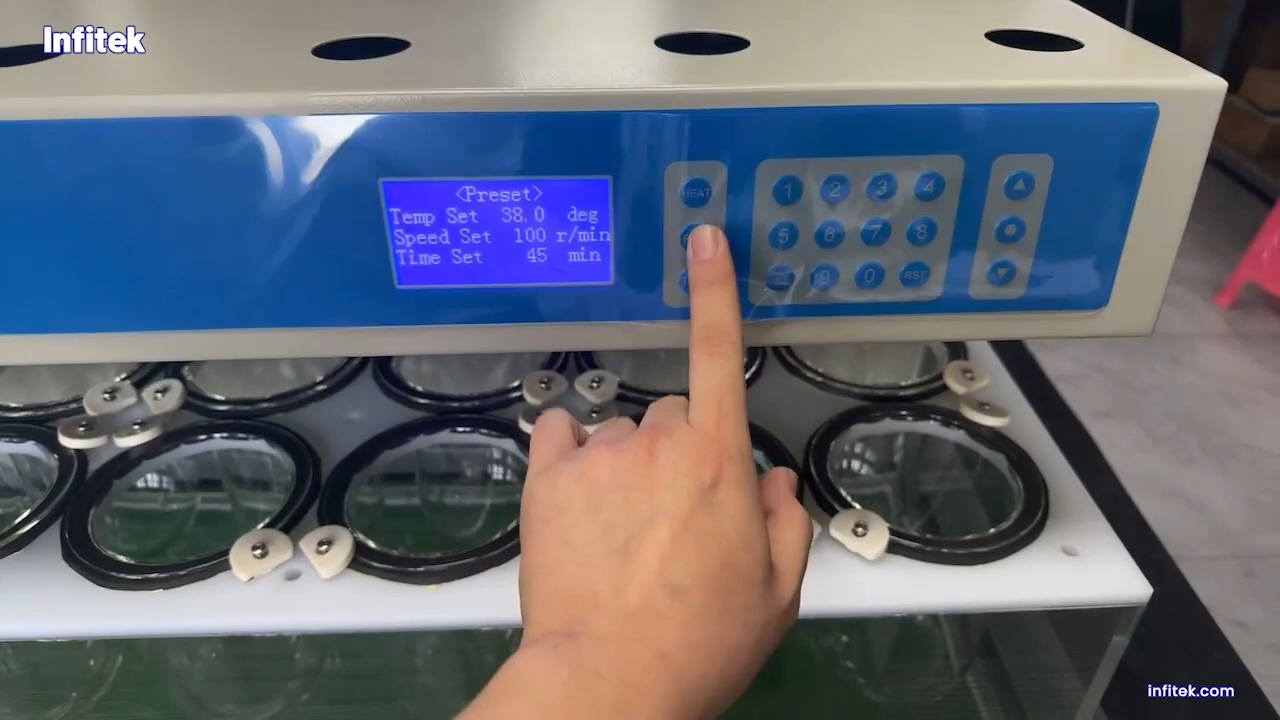 Infitek
<Preset>
Temp Set 38.0 deg
Speed Set 100 r/min
Time Set 45 min
HEAT
1 2 3 4
5 6 7 8
9 0 RST
infitek.com